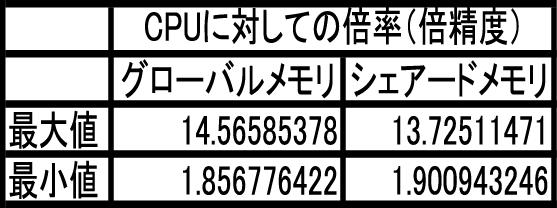 CPUに対しての倍率(倍精度)
グローバルメモリ シェアードメモリ
最大値 14.56585378 13.72511471
最小値 1.856776422 1.900943246